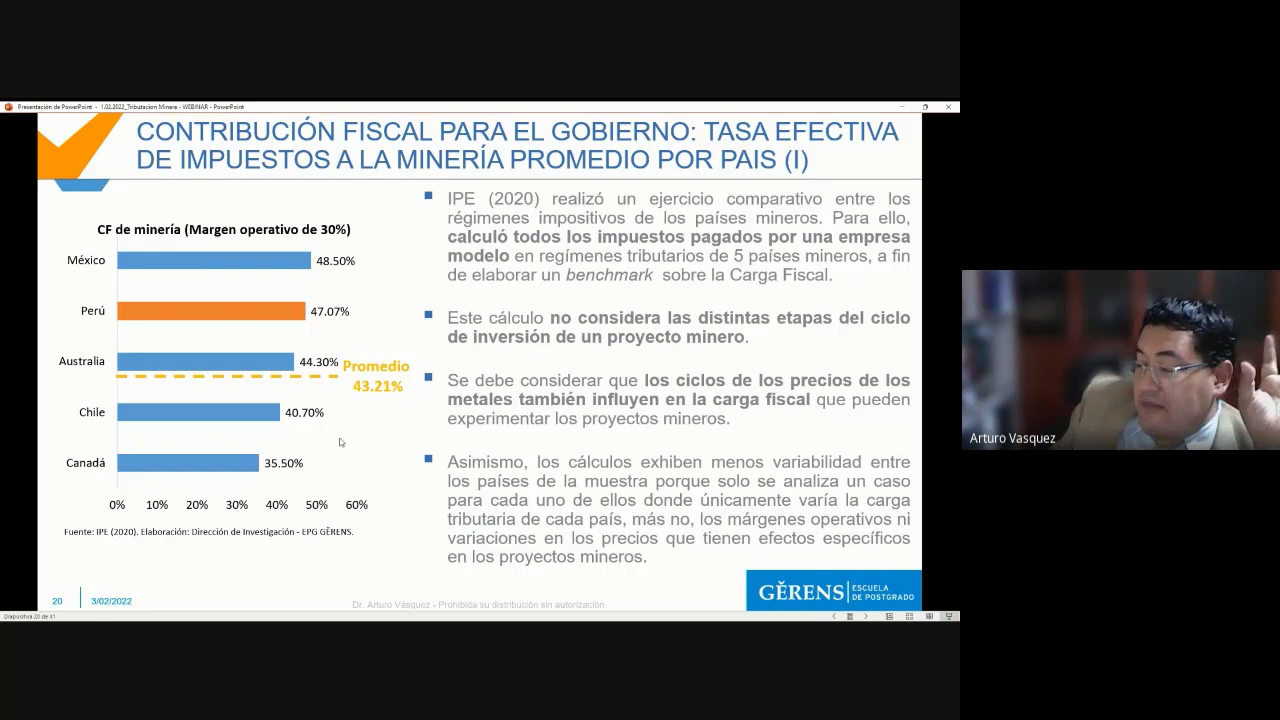 Presentación de PowerPoint - 1.02.2022_Tributacion Minera - WEBINAR - PowerPoint
CONTRIBUCIÓN FISCAL PARA EL GOBIERNO: TASA EFECTIVA
DE IMPUESTOS A LA MINERÍA PROMEDIO POR PAIS (I)
CF de minería (Margen operativo de 30%)
México
48.50%
Perú
47.07%
Australia
44.30%
Promedio
43.21%
Chile
40.70%
Canadá
35.50%
0% 10% 20% 30% 40% 50% 60%
Fuente: IPE (2020). Elaboración: Dirección de Investigación - EPG GĚRENS.
IPE (2020) realizó un ejercicio comparativo entre los
régimenes impositivos de los países mineros. Para ello,
calculó todos los impuestos pagados por una empresa
modelo en regímenes tributarios de 5 países mineros, a
fin de elaborar un benchmark sobre la Carga Fiscal.
Este cálculo no considera las distintas etapas del ciclo
de inversión de un proyecto minero.
Se debe considerar que los ciclos de los precios de los
metales también influyen en la carga fiscal que pueden
experimentar los proyectos mineros.
Asimismo, los cálculos exhiben menos variabilidad entre
los países de la muestra porque solo se analiza un caso
para cada uno de ellos donde únicamente varía la carga
tributaria de cada país, más no, los márgenes operativos ni
variaciones en los precios que tienen efectos específicos
en los proyectos mineros.
20
3/02/2022
Dr. Arturo Vásquez - Prohibida su distribución sin autorización.
GĚRENS
ESCUELA
DE POSTGRADO
Diapositiva 20 de 41
Arturo Vasquez